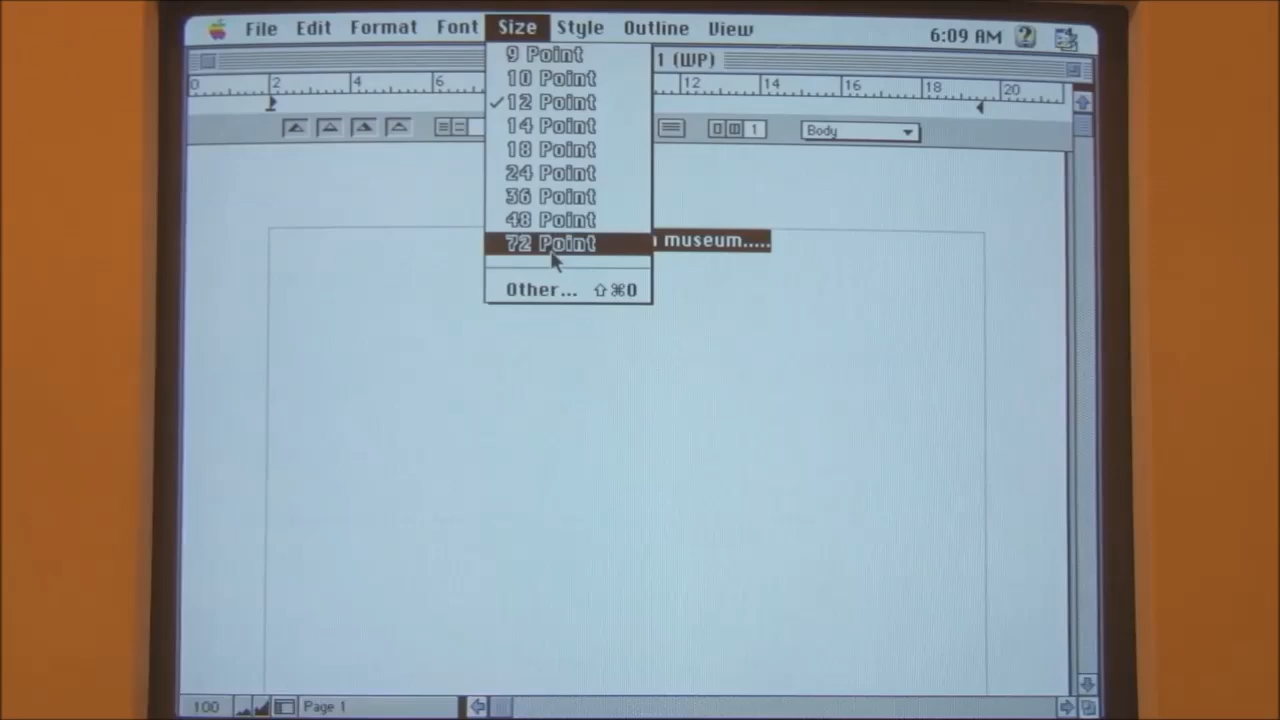 File Edit Format Font Size Style Outline View 6:09 AM
1 (WP)
0 2 4 6 12 14 16 18 20
1 Body
9 Point
10 Point
✓12 Point
14 Point
18 Point
24 Point
36 Point
48 Point
72 Point
museum.....
Other... ⇧⌘O
100 Page 1